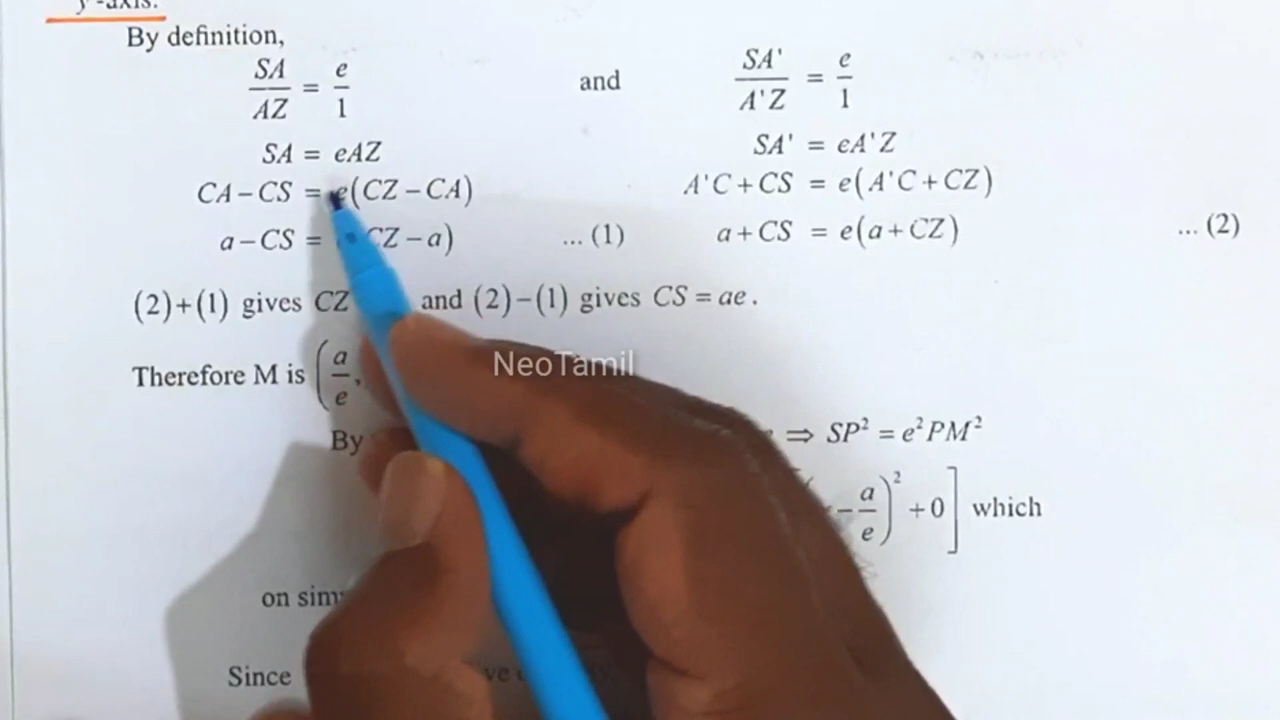 y-axis.
By definition,
SA/AZ = e/1 and SA'/A'Z = e/1
SA = eAZ SA' = eA'Z
CA−CS = e(CZ−CA) A'C+CS = e(A'C+CZ)
a−CS = CZ−a) ... (1) a+CS = e(a+CZ) ... (2)
(2)+(1) gives CZ and (2)−(1) gives CS = ae.
NeoTamil
Therefore M is (a/e,
By ⇒ SP² = e²PM²
− a/e)² +0] which
on sim
Since